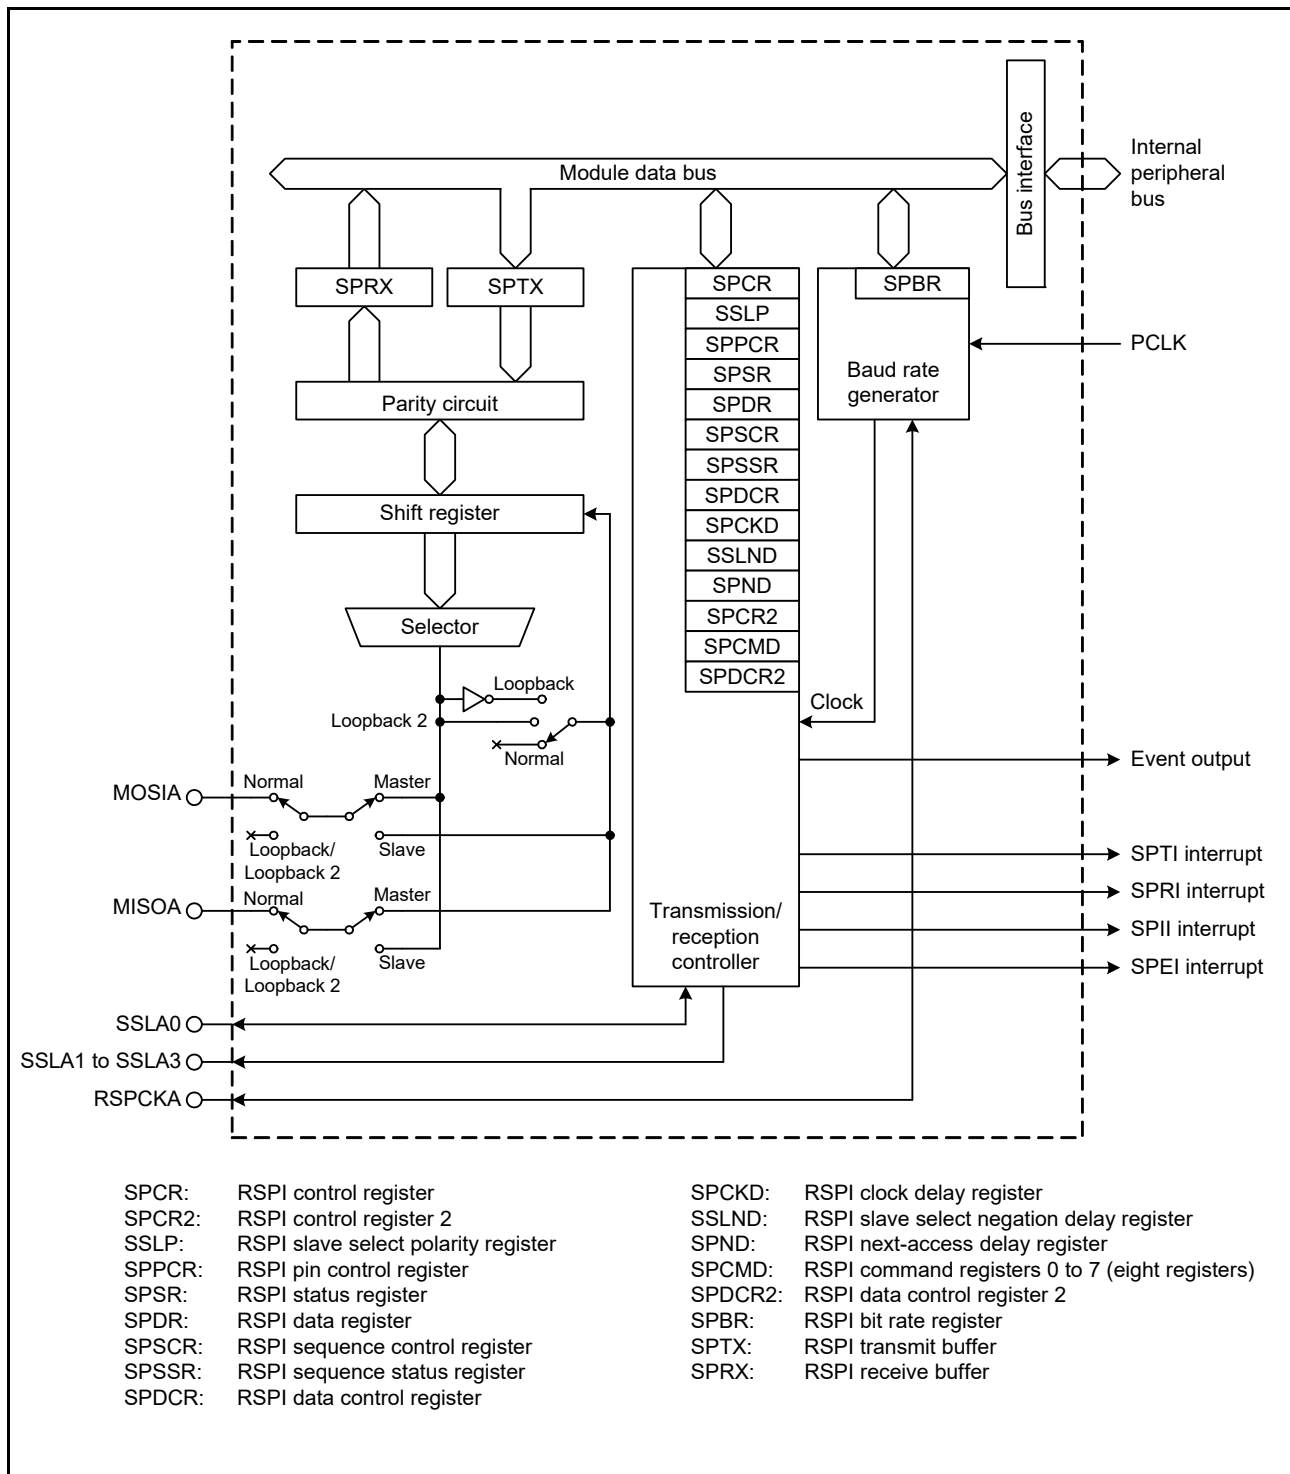 Module data bus
Bus interface
Internal
peripheral
bus
SPRX
SPTX
SPCR
SSLP
SPPCR
SPSR
SPDR
SPSCR
SPSSR
SPDCR
SPCKD
SSLND
SPND
SPCR2
SPCMD
SPDCR2
SPBR
Baud rate
generator
PCLK
Parity circuit
Shift register
Selector
Loopback
Loopback 2
Normal
Clock
Event output
MOSIA
Normal
Master
Loopback/
Loopback 2
Slave
MISOA
Normal
Master
Loopback/
Loopback 2
Slave
Transmission/
reception
controller
SPTI interrupt
SPRI interrupt
SPII interrupt
SPEI interrupt
SSLA0
SSLA1 to SSLA3
RSPCKA
SPCR: RSPI control register
SPCR2: RSPI control register 2
SSLP: RSPI slave select polarity register
SPPCR: RSPI pin control register
SPSR: RSPI status register
SPDR: RSPI data register
SPSCR: RSPI sequence control register
SPSSR: RSPI sequence status register
SPDCR: RSPI data control register
SPCKD: RSPI clock delay register
SSLND: RSPI slave select negation delay register
SPND: RSPI next-access delay register
SPCMD: RSPI command registers 0 to 7 (eight registers)
SPDCR2: RSPI data control register 2
SPBR: RSPI bit rate register
SPTX: RSPI transmit buffer
SPRX: RSPI receive buffer